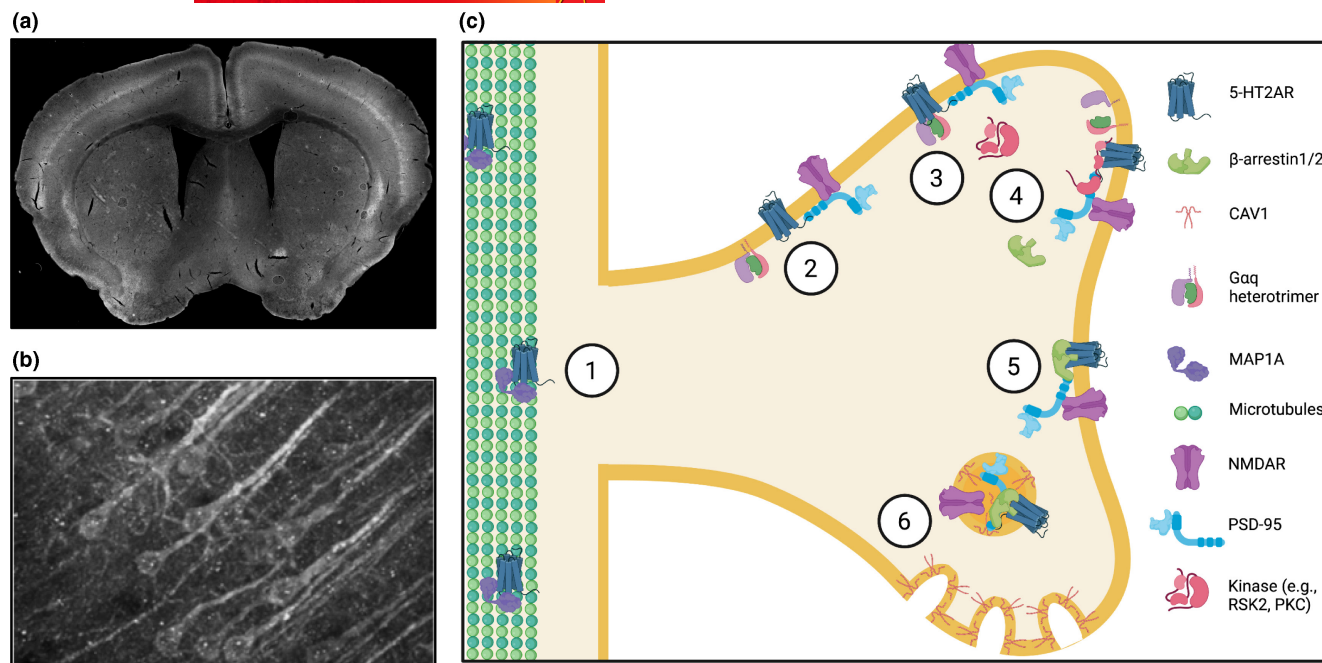 (a)
(c)
(b)
1
2
3
4
5
6
5-HT2AR
β-arrestin1/2
CAV1
Gαq
heterotrimer
MAP1A
Microtubules
NMDAR
PSD-95
Kinase (e.g.,
RSK2, PKC)